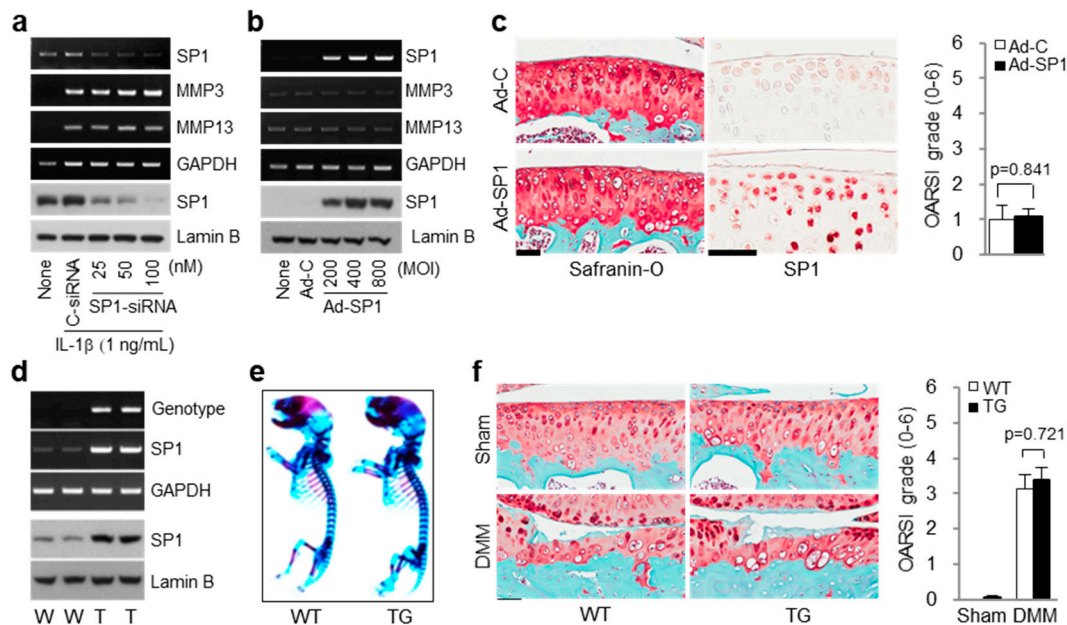 a
SP1
MMP3
MMP13
GAPDH
SP1
Lamin B
None
C-siRNA
25
50
100
(nM)
SP1-siRNA
IL-1β (1 ng/mL)
b
SP1
MMP3
MMP13
GAPDH
SP1
Lamin B
None
Ad-C
200
400
800
(MOI)
Ad-SP1
c
Ad-C
Ad-SP1
Safranin-O
SP1
OARSI grade (0-6)
6
5
4
3
2
1
0
Ad-C
Ad-SP1
p=0.841
d
Genotype
SP1
GAPDH
SP1
Lamin B
W W T T
e
WT TG
f
Sham
DMM
WT
TG
OARSI grade (0-6)
6
5
4
3
2
1
0
WT
TG
p=0.721
Sham DMM